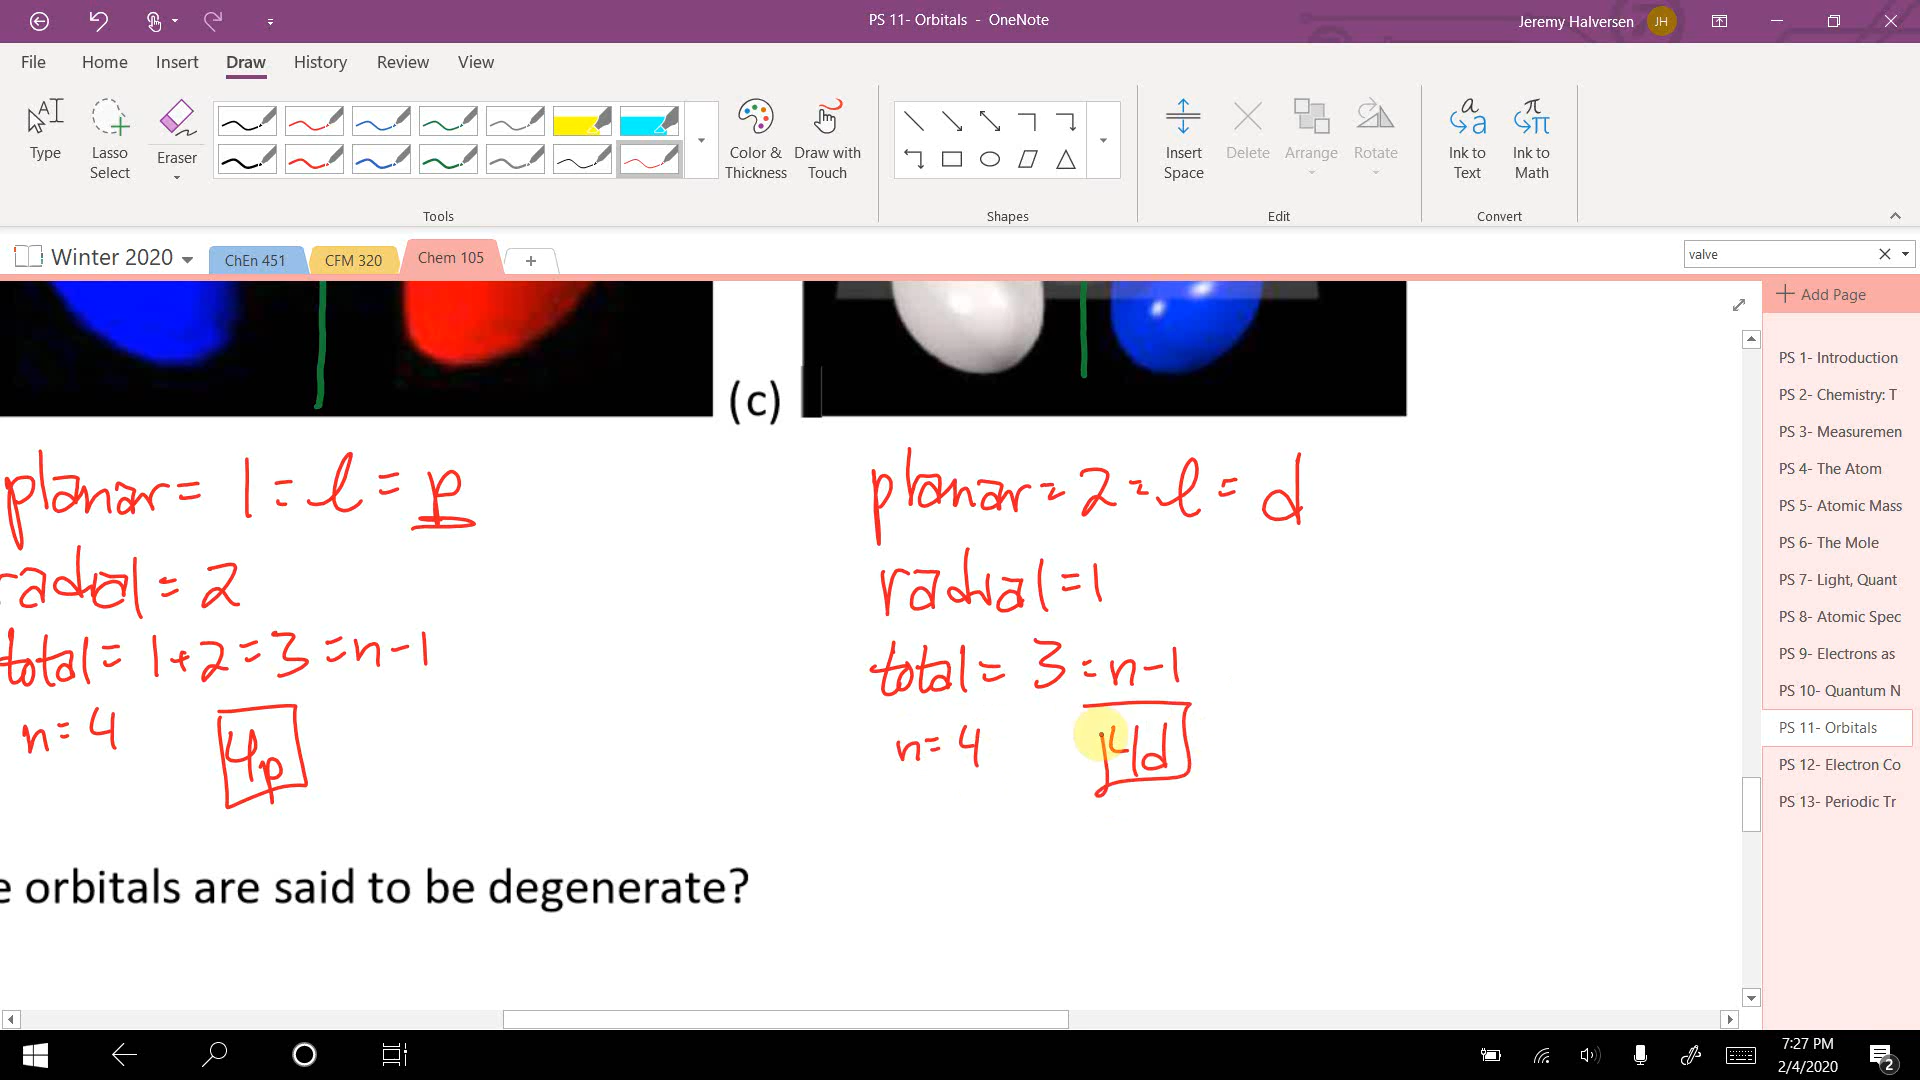 PS 11- Orbitals - OneNote
Jeremy Halversen JH
File Home Insert Draw History Review View
Type
Lasso Select
Eraser
Color & Thickness
Draw with Touch
Insert Space
Delete
Arrange
Rotate
Ink to Text
Ink to Math
Tools
Shapes
Edit
Convert
Winter 2020
ChEn 451
CFM 320
Chem 105
valve
Add Page
PS 1- Introduction
PS 2- Chemistry: T
PS 3- Measuremen
PS 4- The Atom
PS 5- Atomic Mass
PS 6- The Mole
PS 7- Light, Quant
PS 8- Atomic Spec
PS 9- Electrons as
PS 10- Quantum N
PS 11- Orbitals
PS 12- Electron Co
PS 13- Periodic Tr
(c)
planar = 1 = l = p
radial = 2
total = 1+2 = 3 = n-1
n = 4
4p
planar = 2 = l = d
radial = 1
total = 3 = n-1
n = 4
4d
e orbitals are said to be degenerate?
7:27 PM
2/4/2020
2